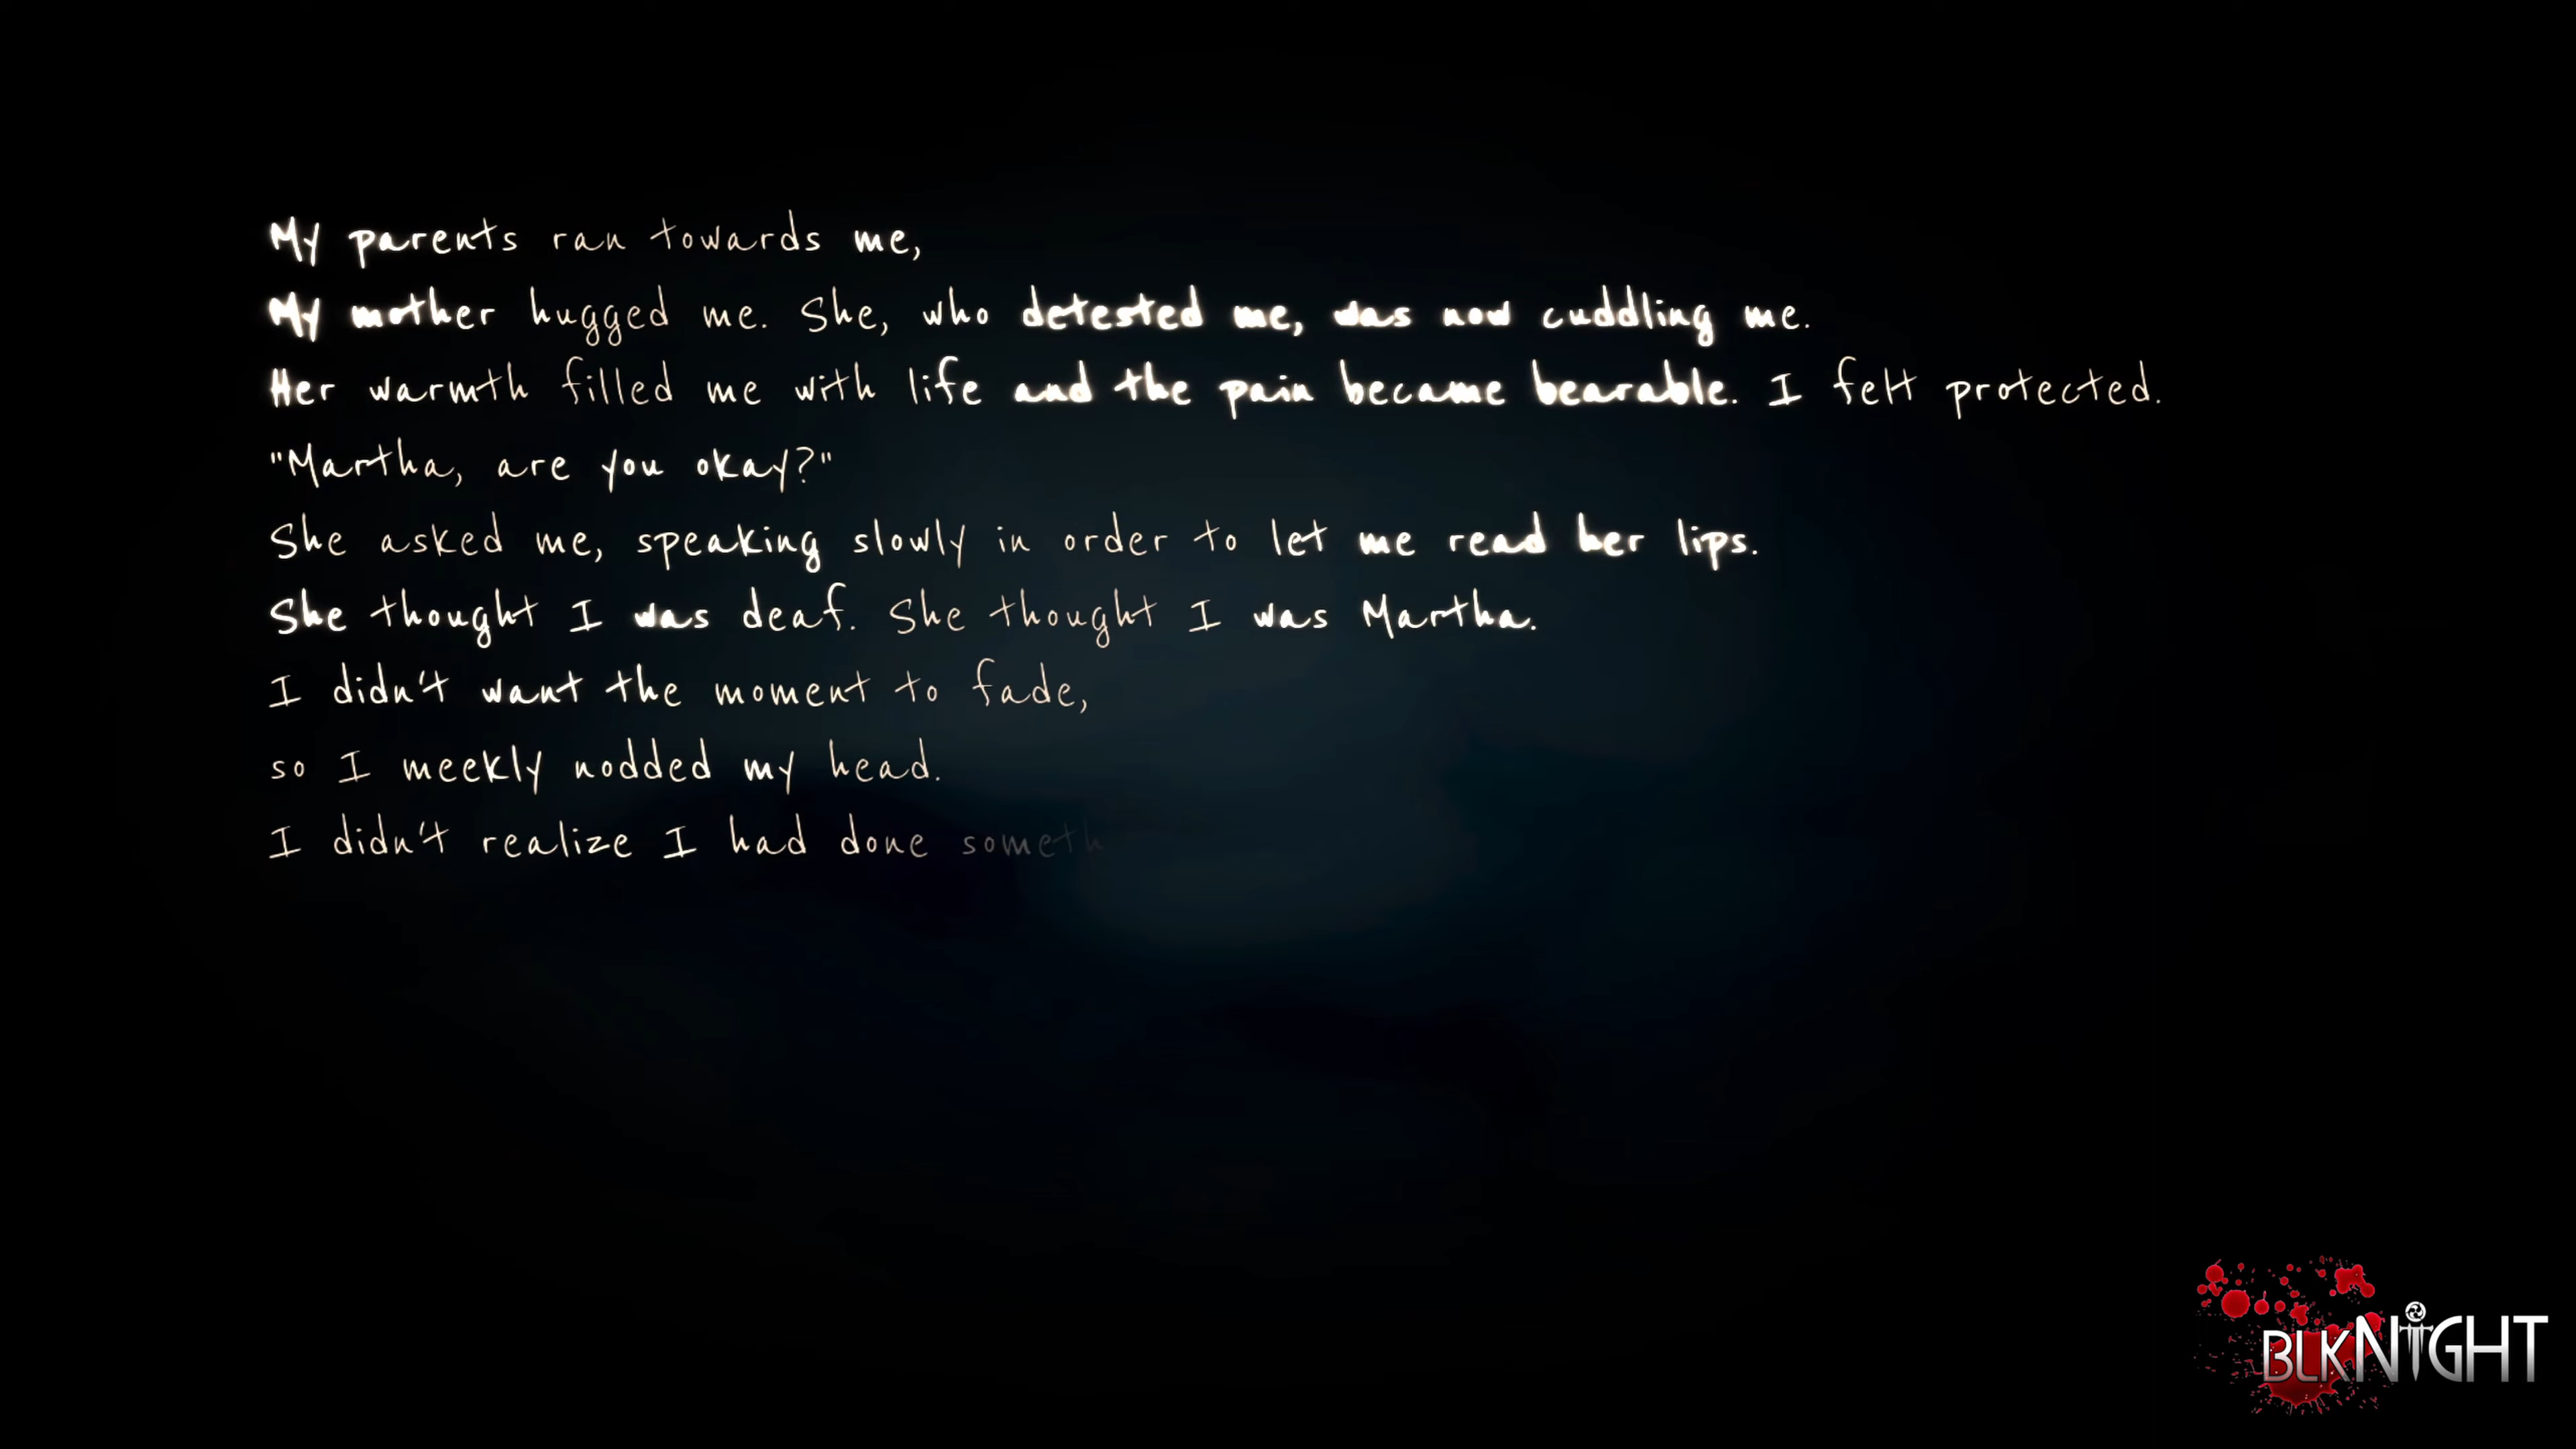 My parents ran towards me,
My mother hugged me. She, who detested me, was now cuddling me.
Her warmth filled me with life and the pain became bearable. I felt protected.
"Martha, are you okay?"
She asked me, speaking slowly in order to let me read her lips.
She thought I was deaf. She thought I was Martha.
I didn't want the moment to fade,
so I meekly nodded my head.
I didn't realize I had done someth
BLKNIGHT